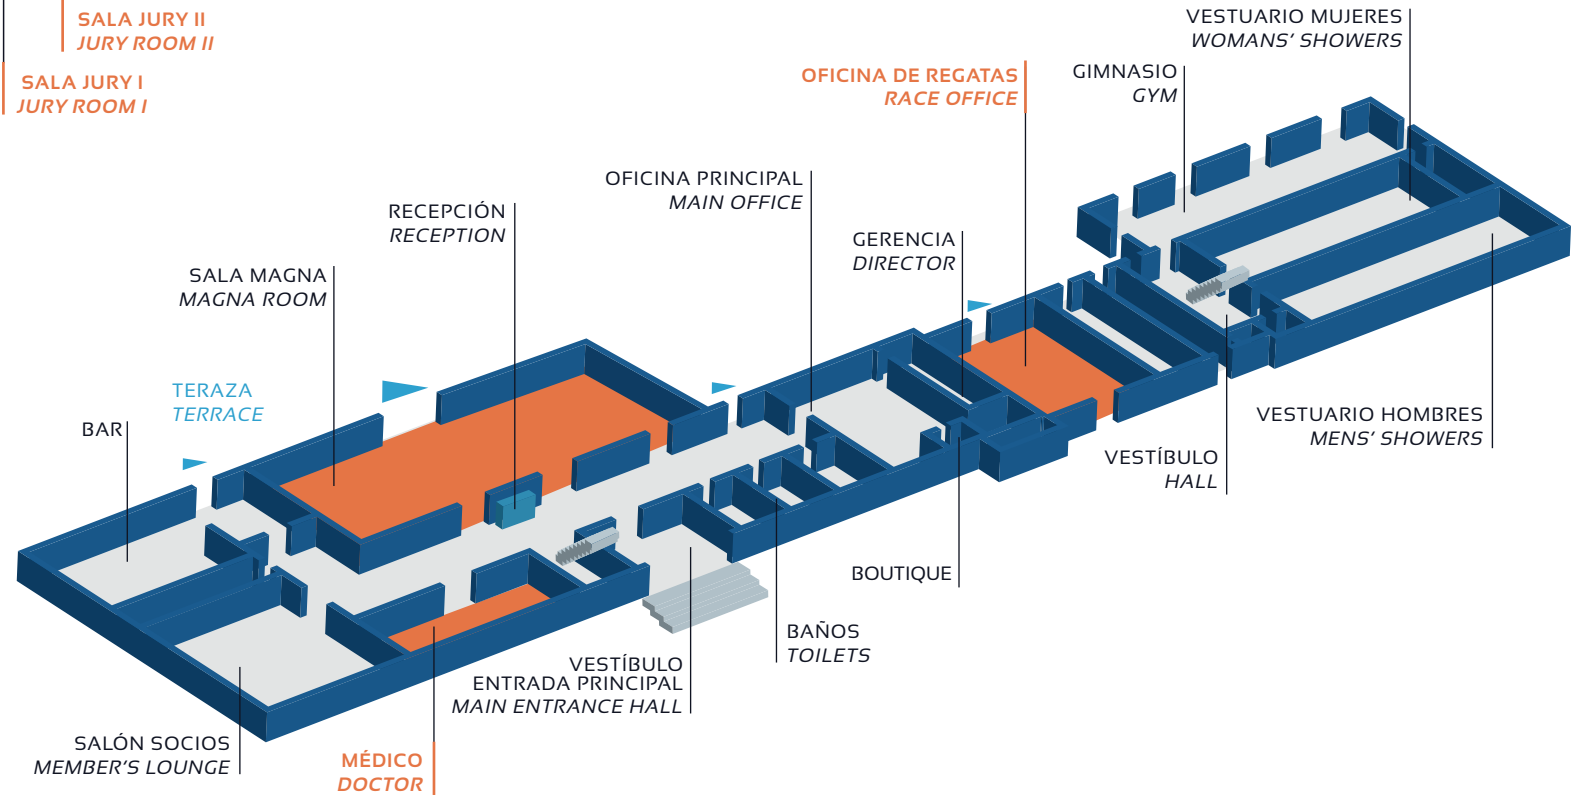 SALA JURY II
JURY ROOM II
SALA JURY I
JURY ROOM I
VESTUARIO MUJERES
WOMANS' SHOWERS
OFICINA DE REGATAS
RACE OFFICE
GIMNASIO
GYM
OFICINA PRINCIPAL
MAIN OFFICE
RECEPCIÓN
RECEPTION
GERENCIA
DIRECTOR
SALA MAGNA
MAGNA ROOM
TERAZA
TERRACE
BAR
VESTUARIO HOMBRES
MENS' SHOWERS
VESTÍBULO
HALL
BOUTIQUE
BAÑOS
TOILETS
VESTÍBULO
ENTRADA PRINCIPAL
MAIN ENTRANCE HALL
SALÓN SOCIOS
MEMBER'S LOUNGE
MÉDICO
DOCTOR